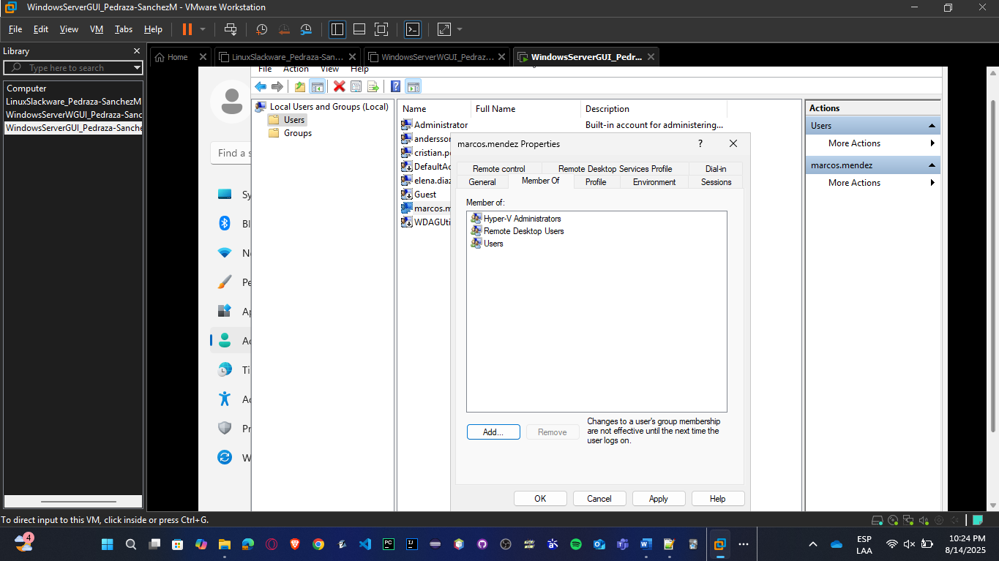 WindowsServerGUI_Pedraza-SanchezM - VMware Workstation
File Edit View VM Tabs Help
Library
Type here to search
Home
LinuxSlackware_Pedraza-San...
WindowsServerWGUI_Pedraz...
WindowsServerGUI_Pedr...
Computer
LinuxSlackware_Pedraza-SanchezM
WindowsServerWGUI_Pedraza-Sanc
WindowsServerGUI_Pedraza-Sanche
File Action View Help
Find a s
Sy
Bl
Ne
Pe
Ap
Ac
Ti
Ac
Pr
W
Local Users and Groups (Local)
Users
Groups
Name Full Name Description
Administrator Built-in account for administering...
andersson
cristian.pe
DefaultAc
elena.diaz
Guest
marcos.m
WDAGUti
marcos.mendez Properties
Remote control Remote Desktop Services Profile Dial-in
General Member Of Profile Environment Sessions
Member of:
Hyper-V Administrators
Remote Desktop Users
Users
Add... Remove
Changes to a user's group membership
are not effective until the next time the
user logs on.
OK Cancel Apply Help
Actions
Users
More Actions
marcos.mendez
More Actions
To direct input to this VM, click inside or press Ctrl+G.
4
ESP
LAA
10:24 PM
8/14/2025